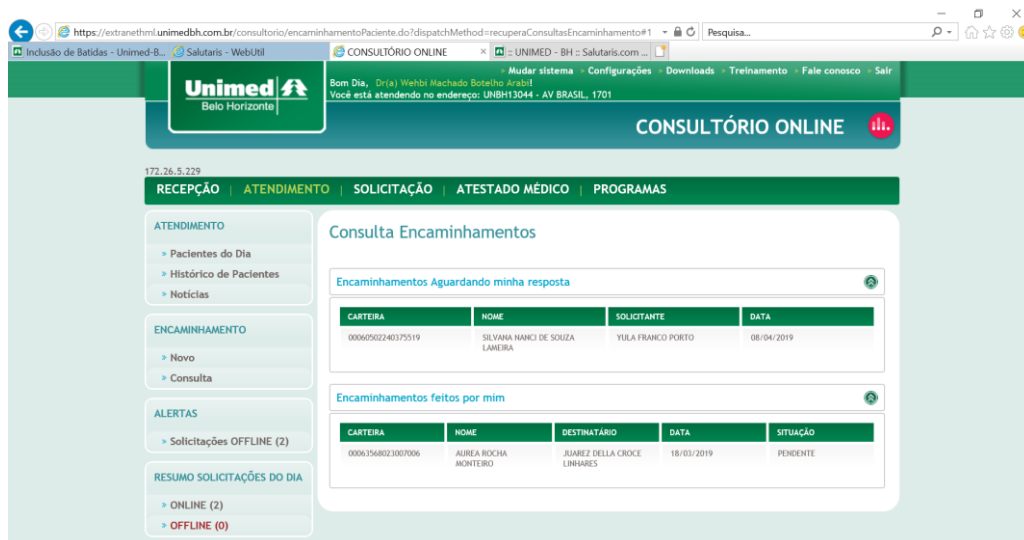 https://extranethml.unimedbh.com.br/consultorio/encaminhamentoPaciente.do?dispatchMethod=recuperaConsultasEncaminhamento#1
Pesquisa...
Inclusão de Batidas - Unimed-B...
Salutaris - WebUtil
CONSULTÓRIO ONLINE
:: UNIMED - BH :: Salutaris.com ...
Mudar sistema
Configurações
Downloads
Treinamento
Fale conosco
Sair
Unimed
Belo Horizonte
Bom Dia, Dr(a) Wehbi Machado Botelho Arabi!
Você está atendendo no endereço: UNBH13044 - AV BRASIL, 1701
CONSULTÓRIO ONLINE
172.26.5.229
RECEPÇÃO | ATENDIMENTO | SOLICITAÇÃO | ATESTADO MÉDICO | PROGRAMAS
ATENDIMENTO
» Pacientes do Dia
» Histórico de Pacientes
» Notícias
ENCAMINHAMENTO
» Novo
» Consulta
ALERTAS
» Solicitações OFFLINE (2)
RESUMO SOLICITAÇÕES DO DIA
» ONLINE (2)
» OFFLINE (0)
Consulta Encaminhamentos
Encaminhamentos Aguardando minha resposta
CARTEIRA NOME SOLICITANTE DATA
00060502240375519 SILVANA NANCI DE SOUZA YULA FRANCO PORTO 08/04/2019
LAMEIRA
Encaminhamentos feitos por mim
CARTEIRA NOME DESTINATÁRIO DATA SITUAÇÃO
00063568023007006 AUREA ROCHA JUAREZ DELLA CROCE 18/03/2019 PENDENTE
MONTEIRO LINHARES